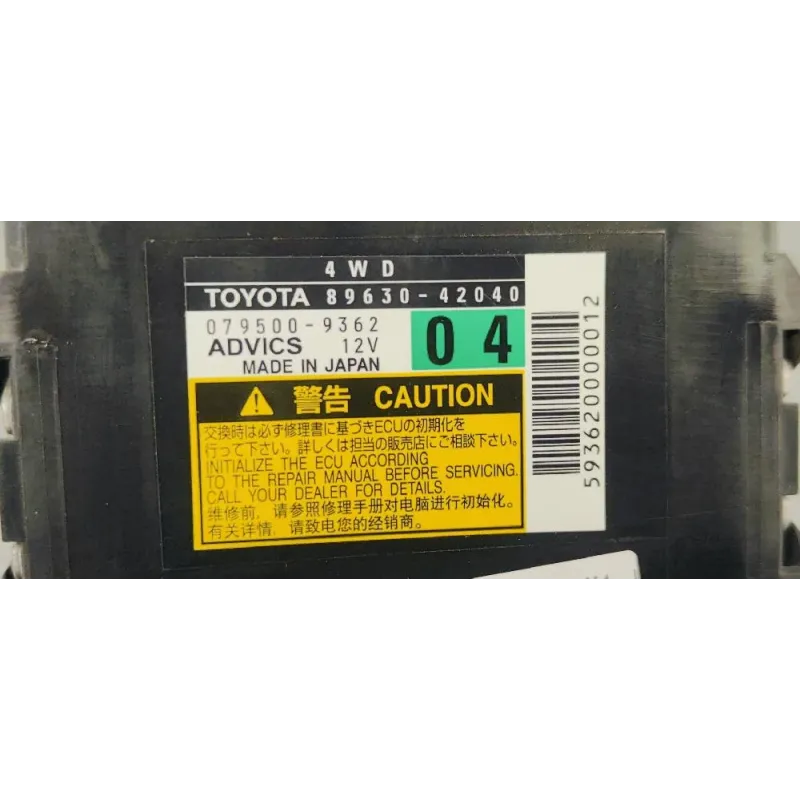 4WD
TOYOTA 89630-42040
079500-9362
ADVICS 12V
MADE IN JAPAN
04
警告 CAUTION
交換時は必ず修理書に基づきECUの初期化を
行って下さい。詳しくは担当の販売店にご相談下さい。
INITIALIZE THE ECU ACCORDING
TO THE REPAIR MANUAL BEFORE SERVICING.
CALL YOUR DEALER FOR DETAILS.
维修前，请参照修理手册对电脑进行初始化。
有关详情，请致电您的经销商。
593620000012